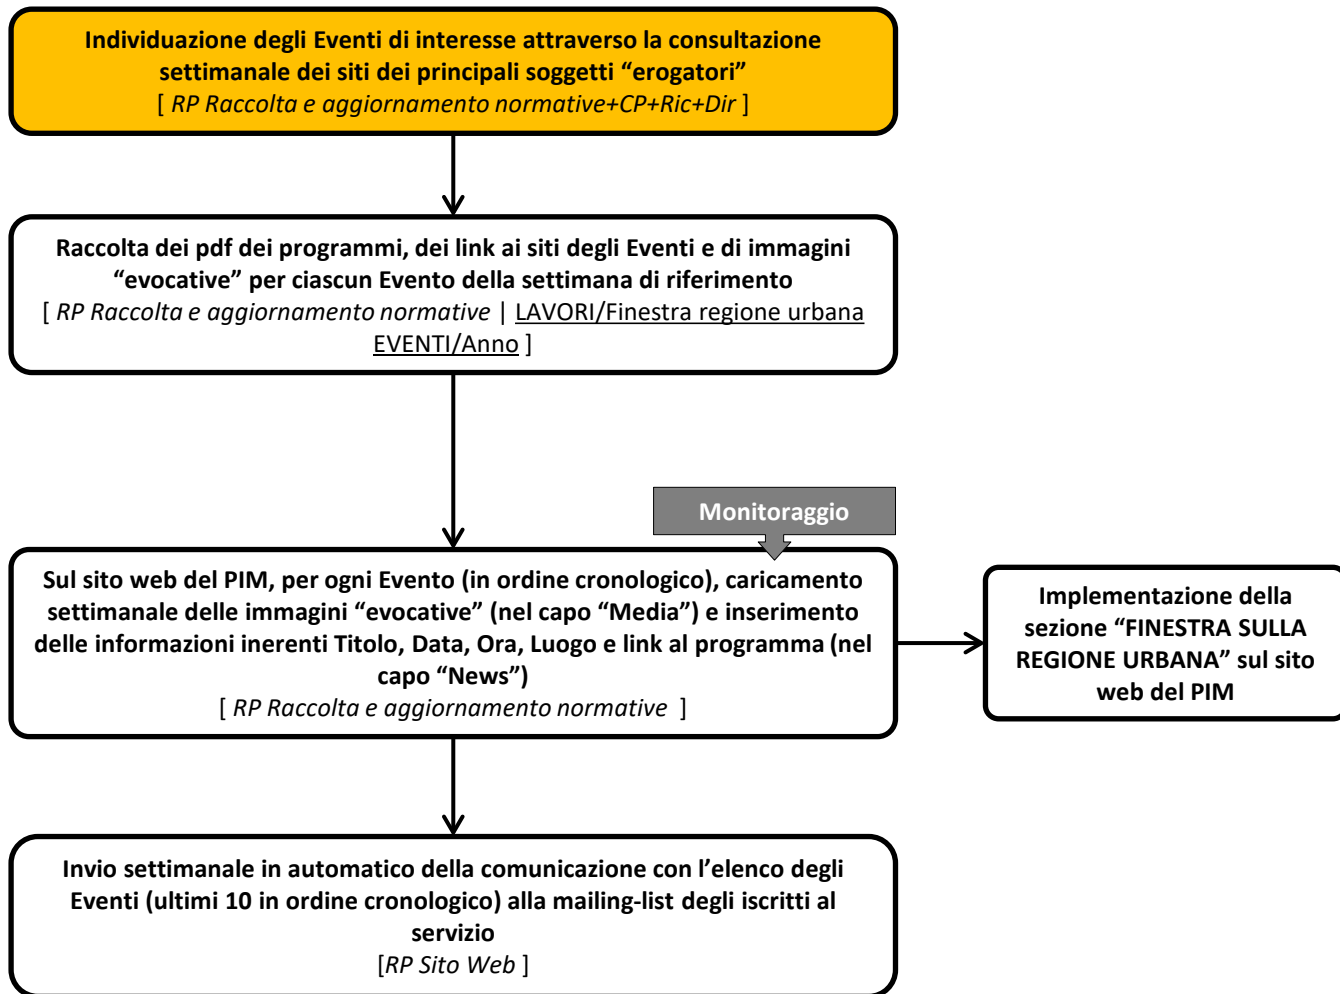 Individuazione degli Eventi di interesse attraverso la consultazione
settimanale dei siti dei principali soggetti “erogatori”
[ RP Raccolta e aggiornamento normative+CP+Ric+Dir ]
Raccolta dei pdf dei programmi, dei link ai siti degli Eventi e di immagini
“evocative” per ciascun Evento della settimana di riferimento
[ RP Raccolta e aggiornamento normative | LAVORI/Finestra regione urbana
EVENTI/Anno ]
Monitoraggio
Sul sito web del PIM, per ogni Evento (in ordine cronologico), caricamento
settimanale delle immagini “evocative” (nel capo “Media”) e inserimento
delle informazioni inerenti Titolo, Data, Ora, Luogo e link al programma (nel
capo “News”)
[ RP Raccolta e aggiornamento normative ]
Implementazione della
sezione “FINESTRA SULLA
REGIONE URBANA” sul sito
web del PIM
Invio settimanale in automatico della comunicazione con l’elenco degli
Eventi (ultimi 10 in ordine cronologico) alla mailing-list degli iscritti al
servizio
[RP Sito Web ]